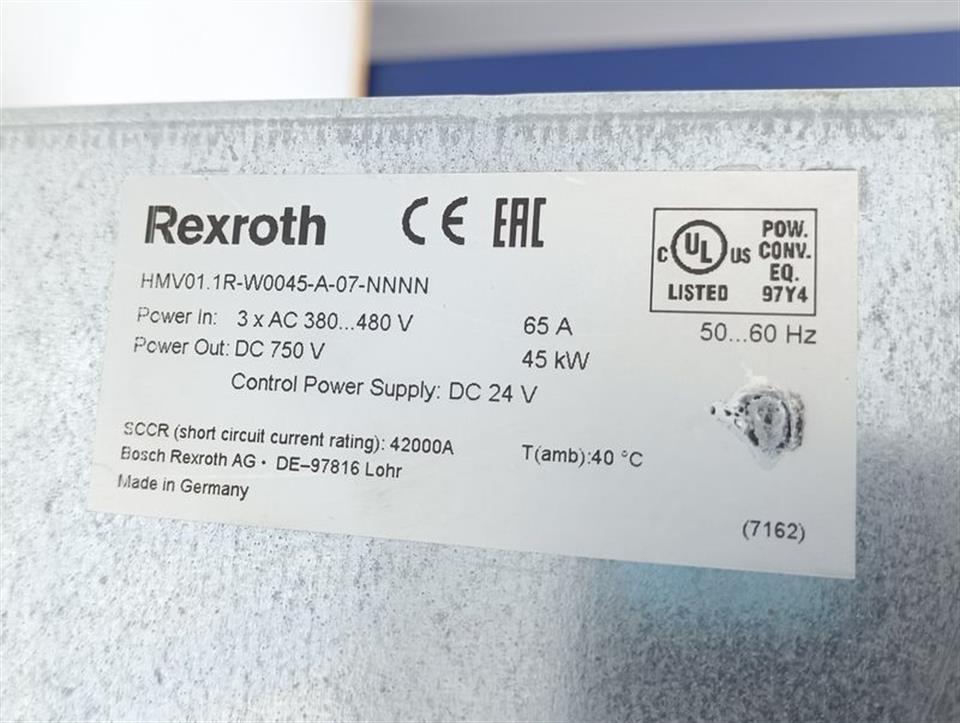 Rexroth CE EAC
C UL US LISTED
POW.
CONV.
EQ.
97Y4
HMV01.1R-W0045-A-07-NNNN
Power In: 3 x AC 380...480 V 65 A 50...60 Hz
Power Out: DC 750 V 45 kW
Control Power Supply: DC 24 V
SCCR (short circuit current rating): 42000A T(amb):40 °C
Bosch Rexroth AG · DE–97816 Lohr
Made in Germany
(7162)